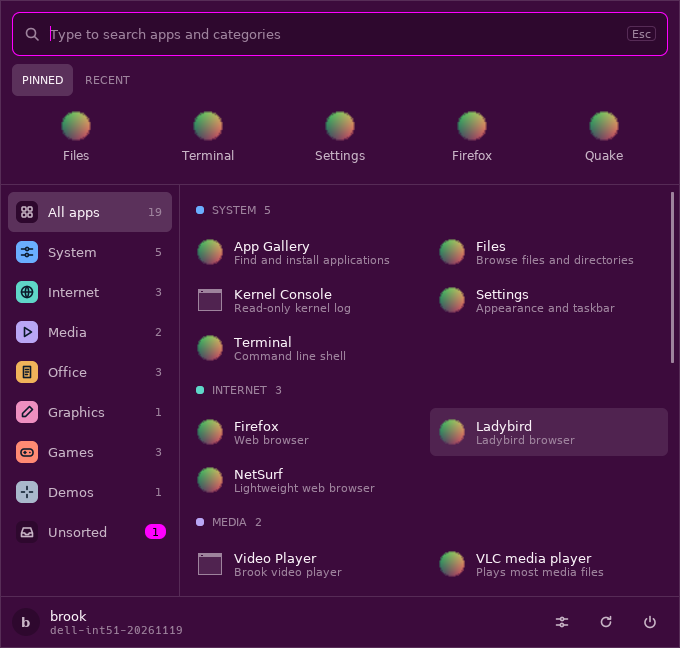 Type to search apps and categories
Esc
PINNED
RECENT
Files
Terminal
Settings
Firefox
Quake
All apps 19
System 5
Internet 3
Media 2
Office 3
Graphics 1
Games 3
Demos 1
Unsorted 1
SYSTEM 5
App Gallery
Find and install applications
Files
Browse files and directories
Kernel Console
Read-only kernel log
Settings
Appearance and taskbar
Terminal
Command line shell
INTERNET 3
Firefox
Web browser
Ladybird
Ladybird browser
NetSurf
Lightweight web browser
MEDIA 2
Video Player
Brook video player
VLC media player
Plays most media files
b
brook
dell-int51-20261119